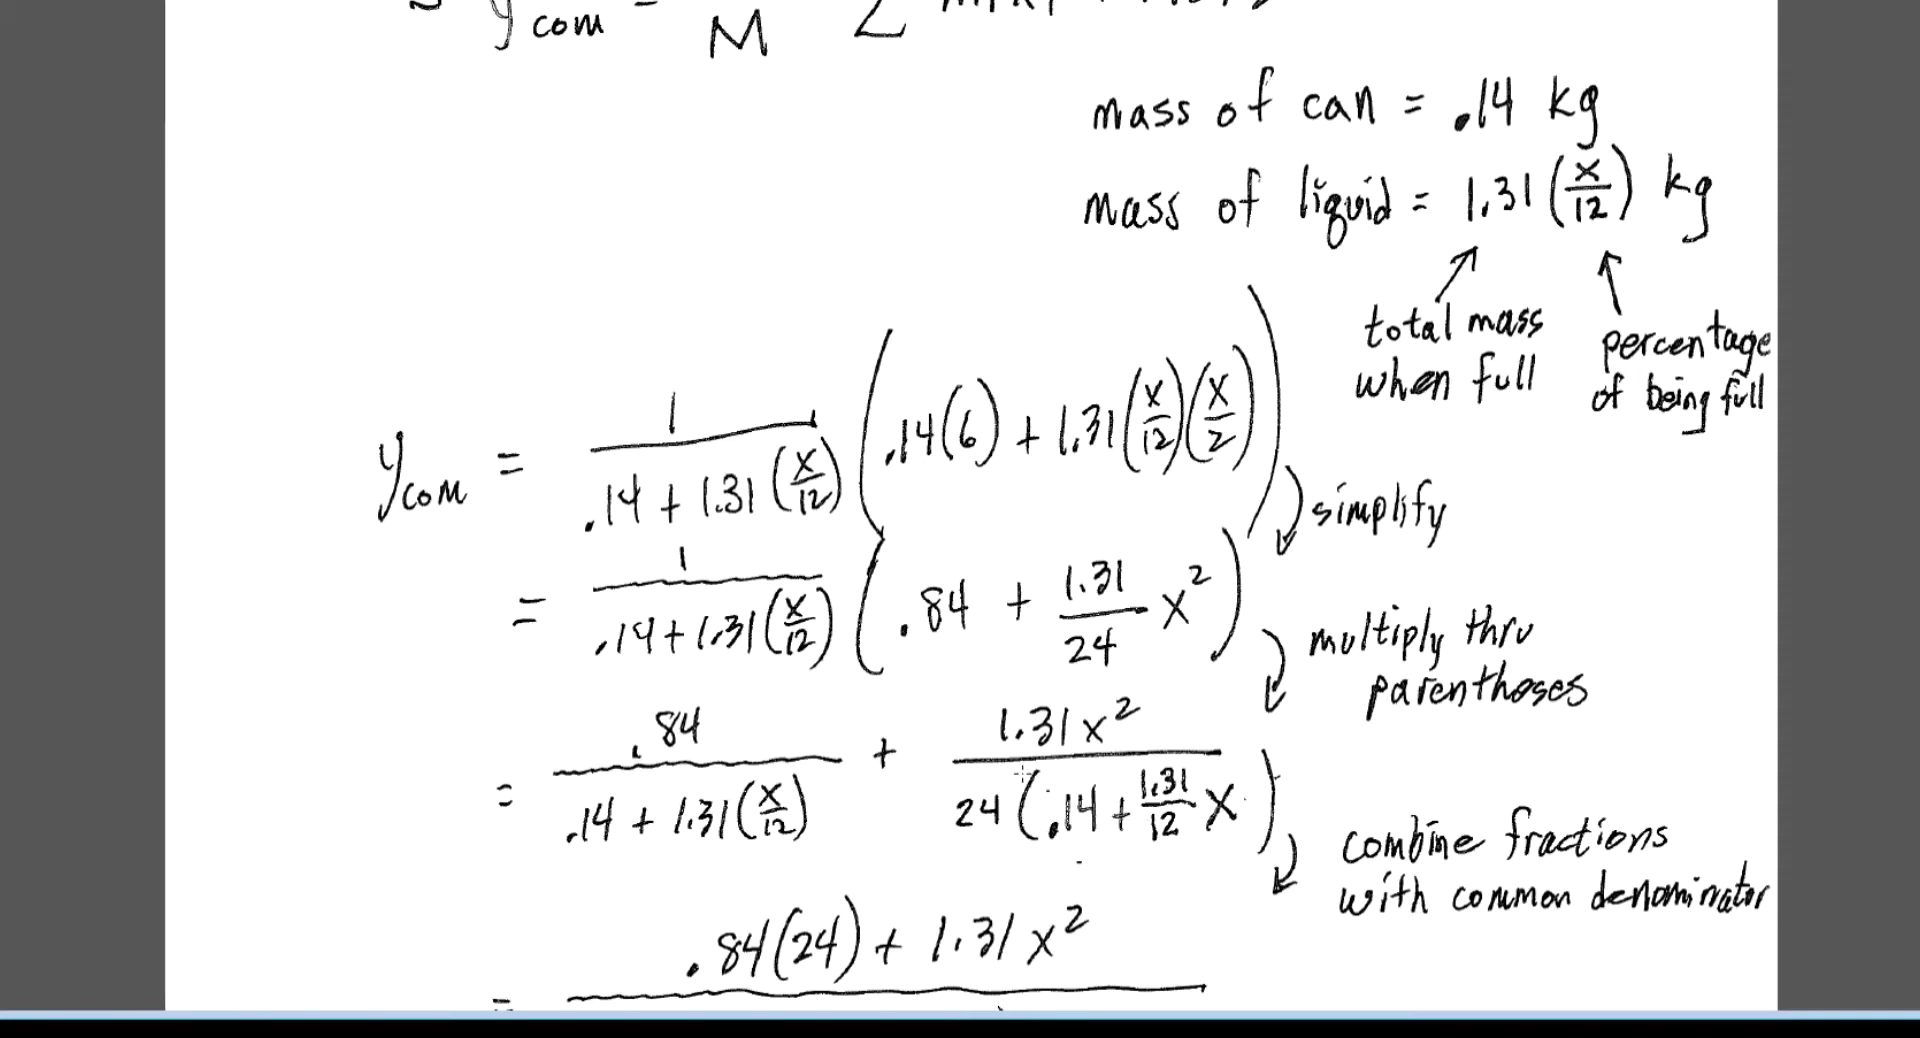 y com = M Σ
mass of can = .14 kg
mass of liquid = 1.31 (x/12) kg
total mass when full
percentage of being full
y com = 1/(.14 + 1.31 (x/12)) (.14(6) + 1.31(x/12)(x/2))
simplify
= 1/(.14 + 1.31(x/12)) (.84 + 1.31/24 x²)
multiply thru parentheses
= .84/(.14 + 1.31(x/12)) + 1.31x²/(24(.14 + 1.31/12 x))
combine fractions with common denominator
= .84(24) + 1.31x²